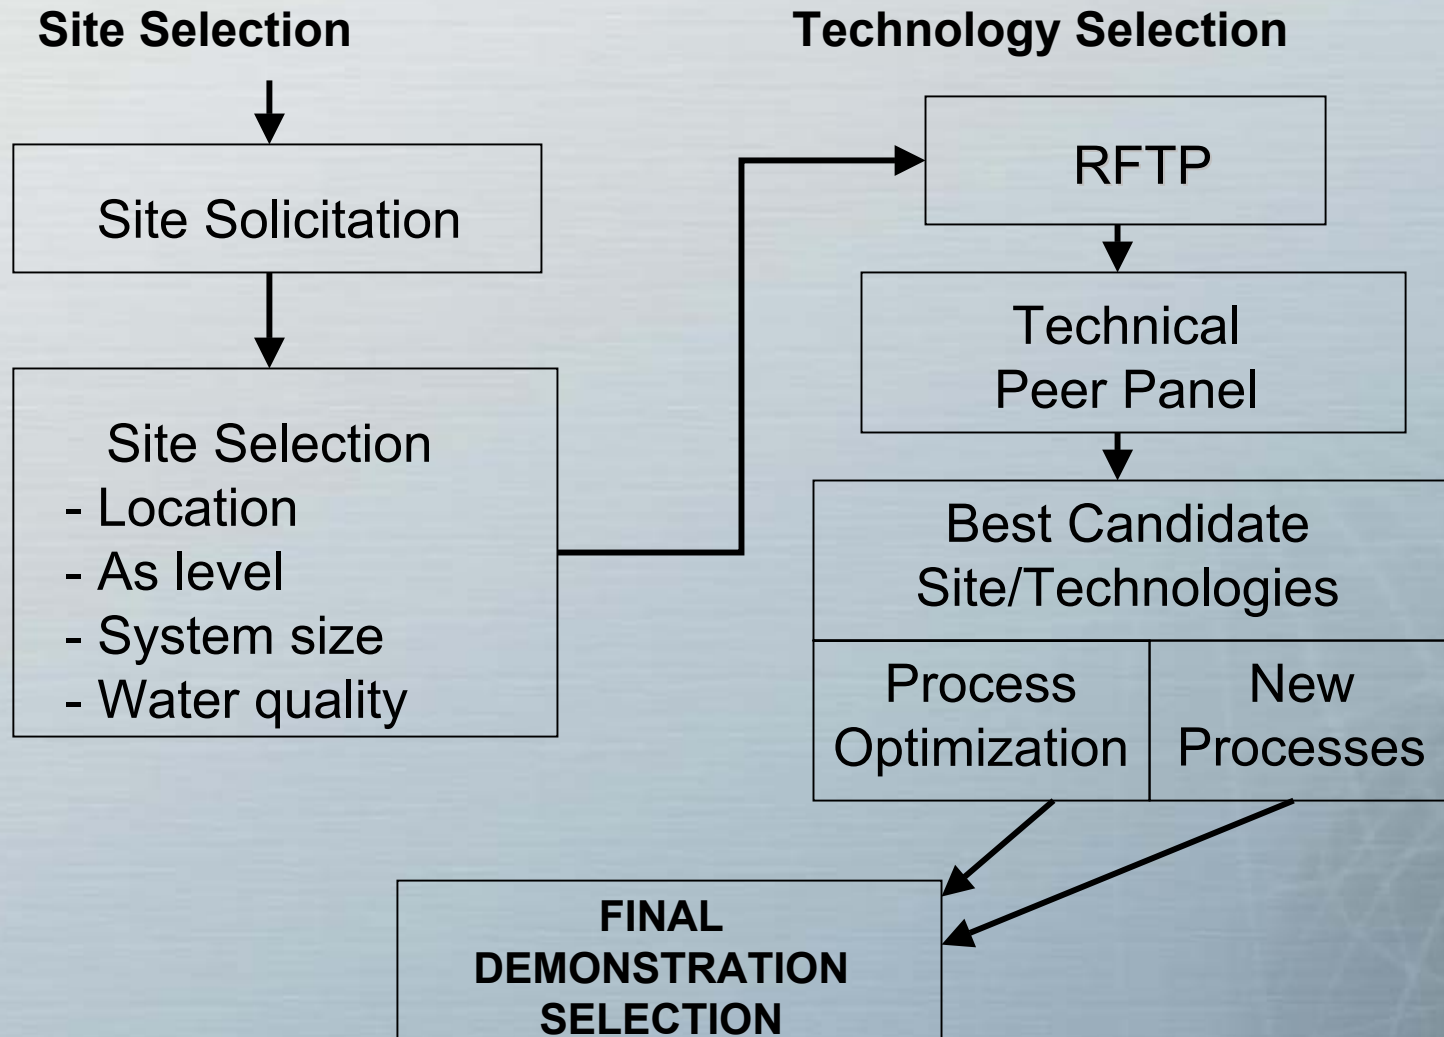 Site Selection
Technology Selection
Site Solicitation
Site Selection
- Location
- As level
- System size
- Water quality
RFTP
Technical
Peer Panel
Best Candidate
Site/Technologies
Process
Optimization
New
Processes
FINAL
DEMONSTRATION
SELECTION